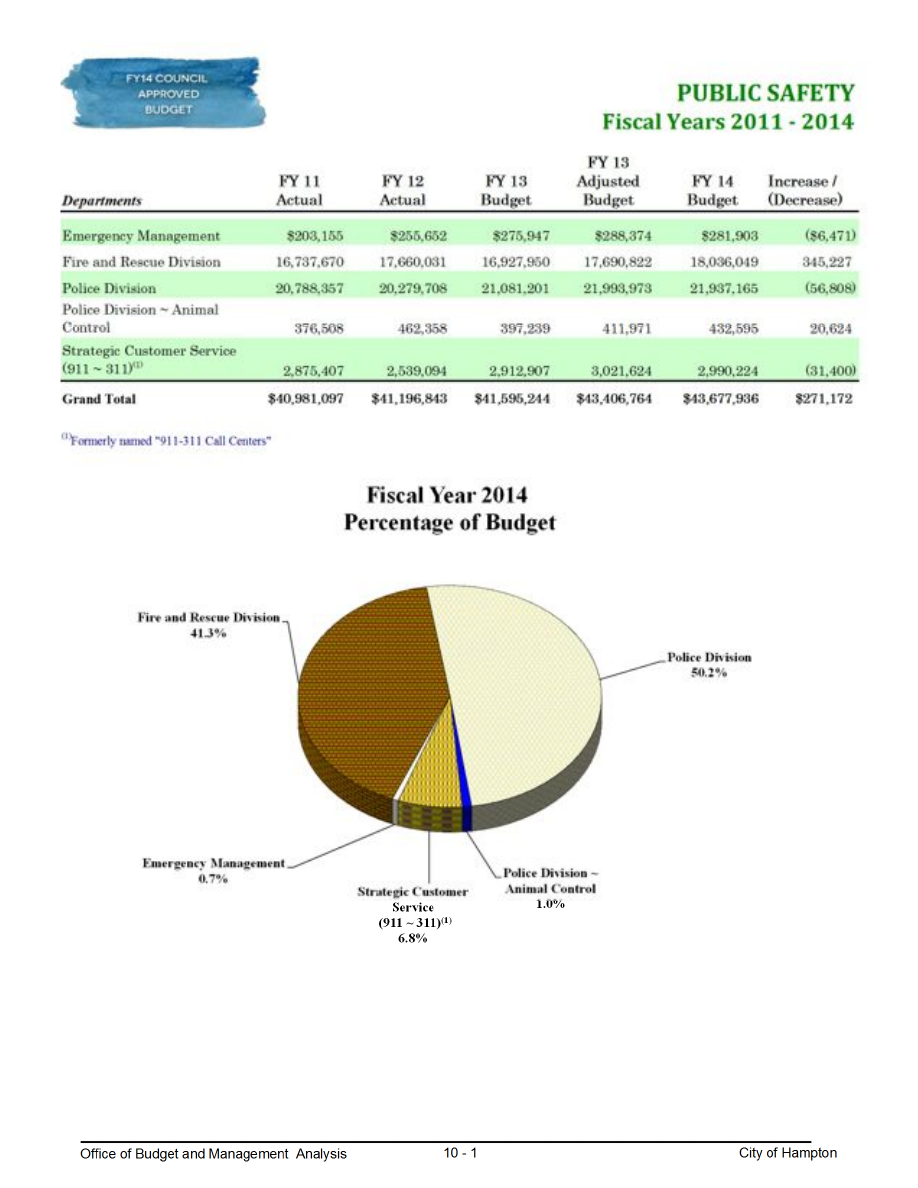 FY14 COUNCIL
APPROVED
BUDGET
PUBLIC SAFETY
Fiscal Years 2011 - 2014
Departments FY 11 Actual FY 12 Actual FY 13 Budget FY 13 Adjusted Budget FY 14 Budget Increase / (Decrease)
Emergency Management $203,155 $255,652 $275,947 $288,374 $281,903 ($6,471)
Fire and Rescue Division 16,737,670 17,660,031 16,927,950 17,690,822 18,036,049 345,227
Police Division 20,788,357 20,279,708 21,081,201 21,993,973 21,937,165 (56,808)
Police Division ~ Animal
Control 376,508 462,358 397,239 411,971 432,595 20,624
Strategic Customer Service
(911 ~ 311)(1) 2,875,407 2,539,094 2,912,907 3,021,624 2,990,224 (31,400)
Grand Total $40,981,097 $41,196,843 $41,595,244 $43,406,764 $43,677,936 $271,172
(1)Formerly named "911-311 Call Centers"
Fiscal Year 2014
Percentage of Budget
Fire and Rescue Division
41.3%
Police Division
50.2%
Emergency Management
0.7%
Strategic Customer
Service
(911 ~ 311)(1)
6.8%
Police Division ~
Animal Control
1.0%
Office of Budget and Management Analysis 10 - 1 City of Hampton